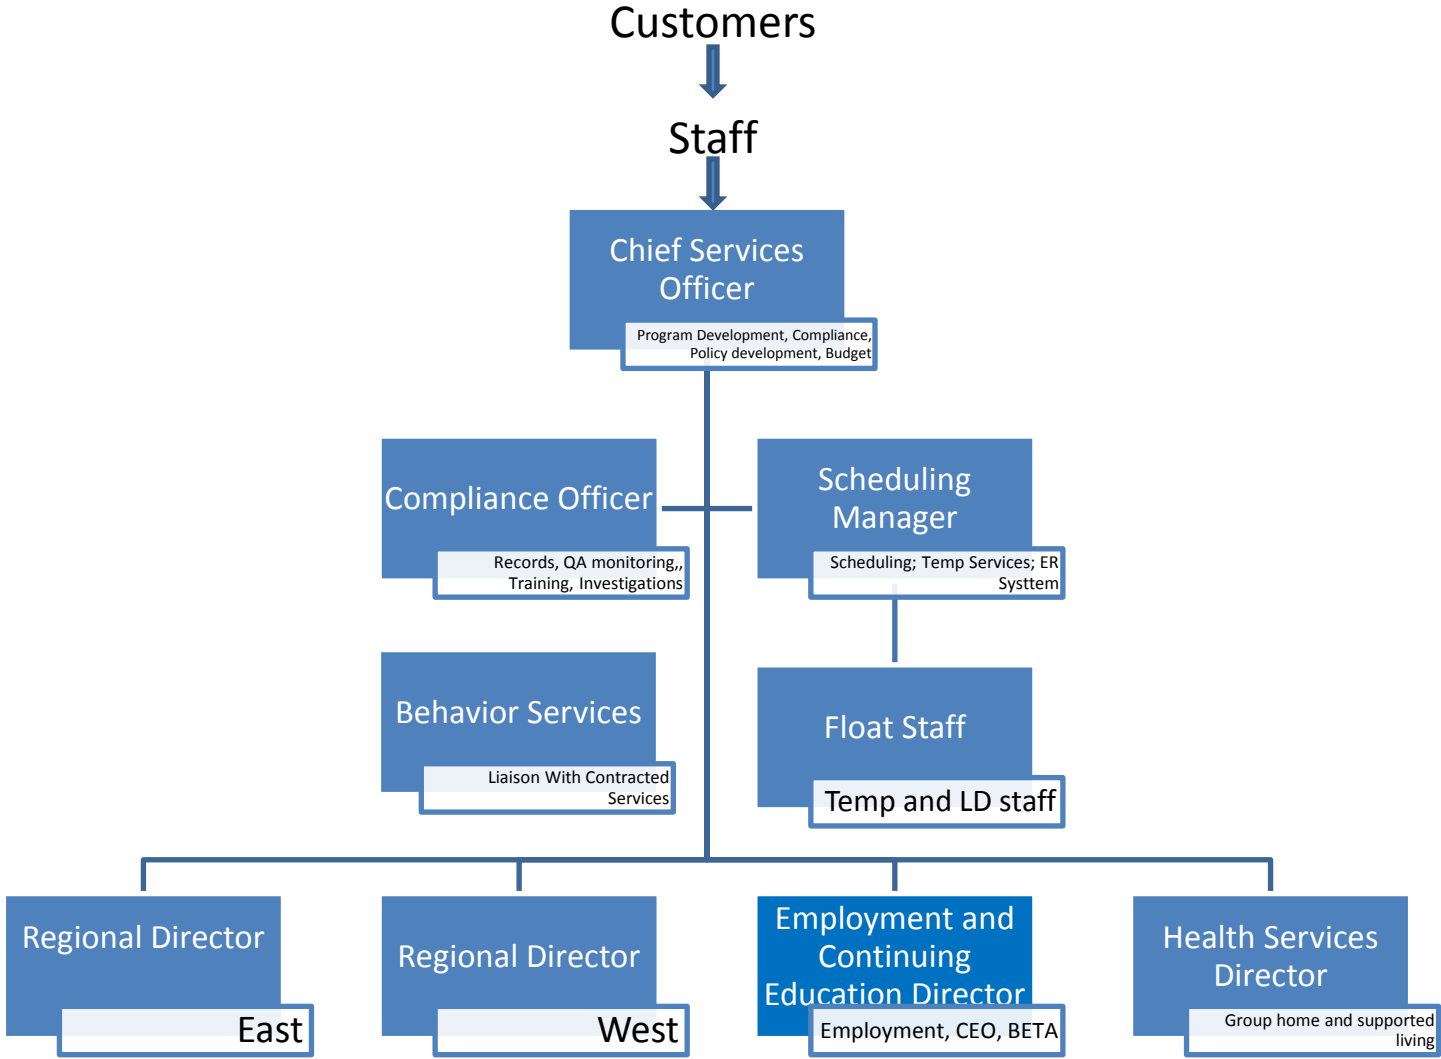 Customers
Staff
Chief Services
Officer
Program Development, Compliance,
Policy development, Budget
Compliance Officer
Records, QA monitoring,,
Training, Investigations
Scheduling
Manager
Scheduling; Temp Services; ER
Systtem
Behavior Services
Liaison With Contracted
Services
Float Staff
Temp and LD staff
Regional Director
East
Regional Director
West
Employment and
Continuing
Education Director
Employment, CEO, BETA
Health Services
Director
Group home and supported
living